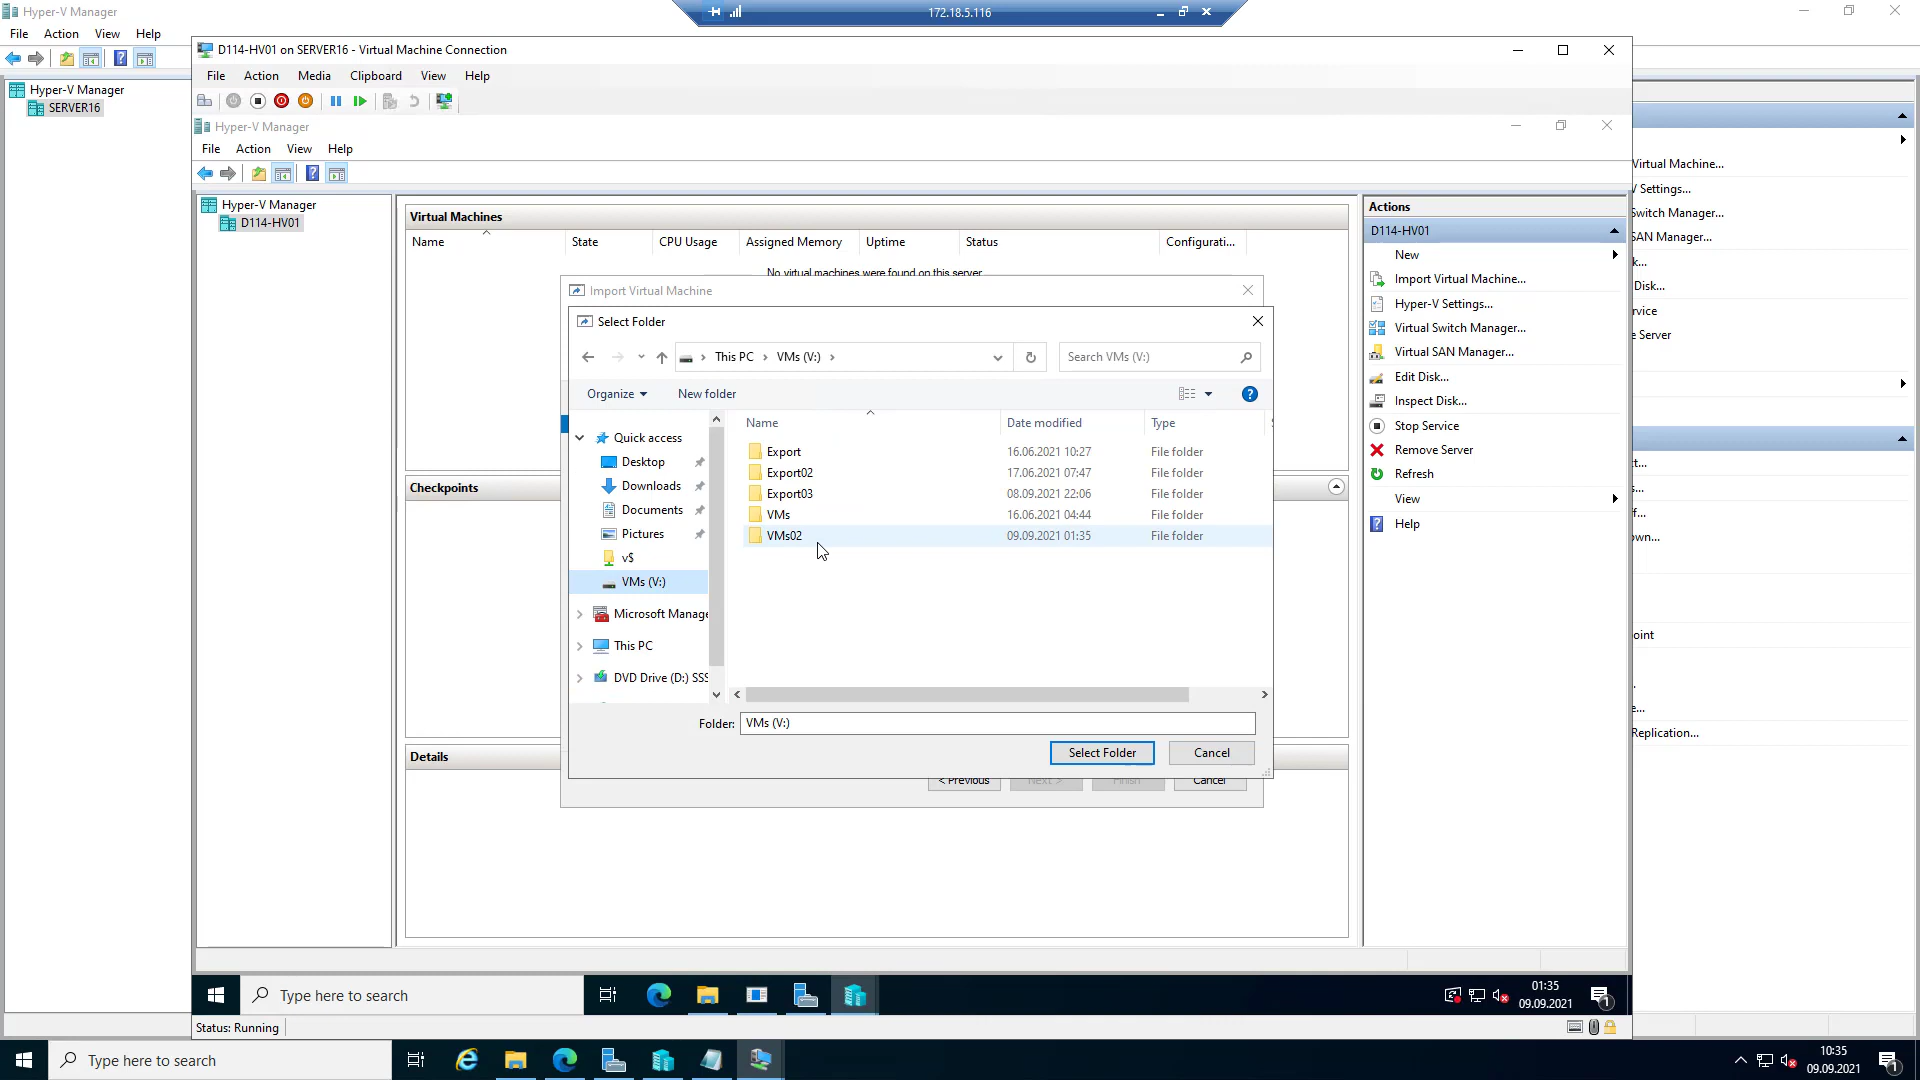 Hyper-V Manager
172.18.5.116
File Action View Help
D114-HV01 on SERVER16 - Virtual Machine Connection
File Action Media Clipboard View Help
Hyper-V Manager
SERVER16
Hyper-V Manager
File Action View Help
Hyper-V Manager
D114-HV01
Virtual Machines
Name State CPU Usage Assigned Memory Uptime Status Configurati...
No virtual machines were found on this server
Import Virtual Machine
Select Folder
This PC VMs (V:)
Search VMs (V:)
Organize New folder
Quick access
Desktop
Downloads
Documents
Pictures
v$
VMs (V:)
Microsoft Manage
This PC
DVD Drive (D:) SSS
Name Date modified Type
Export 16.06.2021 10:27 File folder
Export02 17.06.2021 07:47 File folder
Export03 08.09.2021 22:06 File folder
VMs 16.06.2021 04:44 File folder
VMs02 09.09.2021 01:35 File folder
Folder: VMs (V:)
Select Folder Cancel
< Previous Next > Finish Cancel
Checkpoints
Details
Actions
D114-HV01
New
Import Virtual Machine...
Hyper-V Settings...
Virtual Switch Manager...
Virtual SAN Manager...
Edit Disk...
Inspect Disk...
Stop Service
Remove Server
Refresh
View
Help
Virtual Machine...
V Settings...
Switch Manager...
SAN Manager...
k...
Disk...
rvice
e Server
t...
s...
ff...
own...
oint
.
e...
Replication...
Type here to search
01:35
09.09.2021
1
Status: Running
Type here to search
10:35
09.09.2021
1